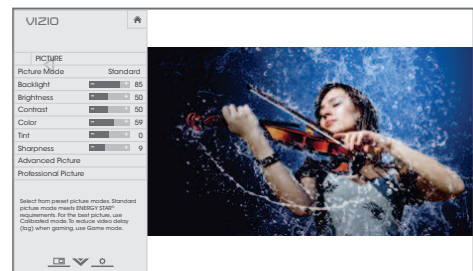 VIZIO
PICTURE
Picture Mode Standard
Backlight 85
Brightness 50
Contrast 50
Color 59
Tint 0
Sharpness 9
Advanced Picture
Professional Picture
Select from preset picture modes. Standard
picture mode meets ENERGY STAR®
requirements. For the best picture, use
Calibrated mode. To reduce video delay
(lag) when gaming, use Game mode.